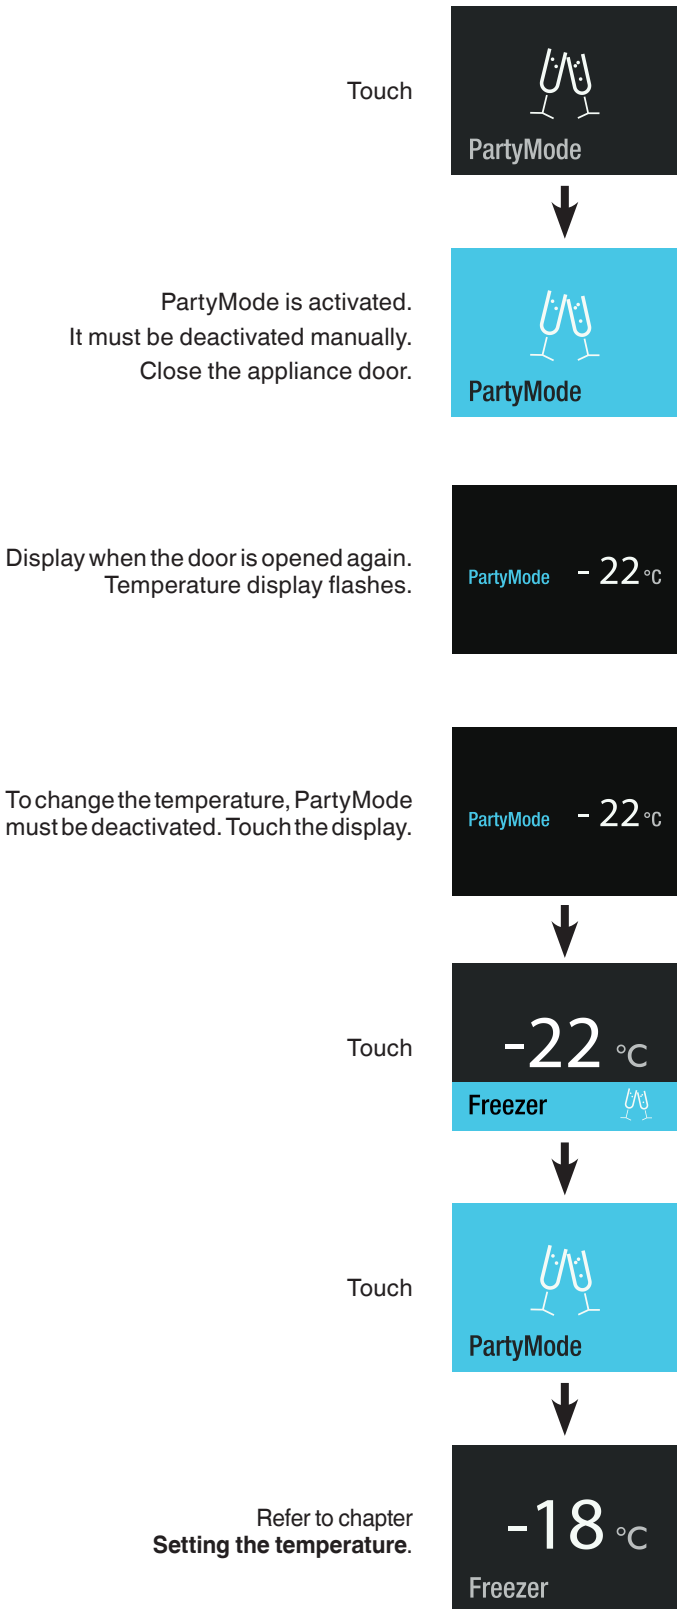 Touch
PartyMode
PartyMode is activated.
It must be deactivated manually.
Close the appliance door.
PartyMode
Display when the door is opened again.
Temperature display flashes.
PartyMode - 22 °C
To change the temperature, PartyMode
must be deactivated. Touch the display.
PartyMode - 22 °C
Touch
-22 °C
Freezer
Touch
PartyMode
Refer to chapter
Setting the temperature.
-18 °C
Freezer